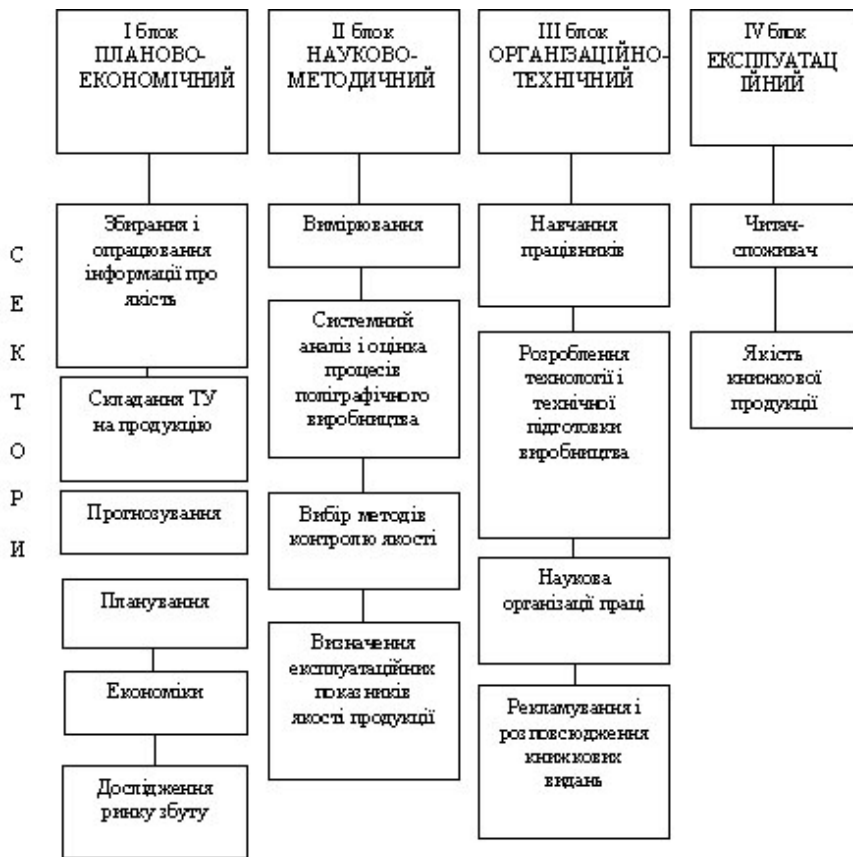 І блок
ПЛАНОВО-
ЕКОНОМІЧНИЙ
ІІ блок
НАУКОВО-
МЕТОДИЧНИЙ
ІІІ блок
ОРГАНІЗАЦІЙНО-
ТЕХНІЧНИЙ
IV блок
ЕКСПЛУАТАЦ
ІЙНИЙ
С
Е
К
Т
О
Р
И
Збирання і
опрацювання
інформації про
якість
Складання ТУ
на продукцію
Прогнозування
Планування
Економіки
Дослідження
ринку збуту
Вимірювання
Системний
аналіз і оцінка
процесів
поліграфічного
виробництва
Вибір методів
контролю якості
Визначення
експлуатаційних
показників
якості продукції
Навчання
працівників
Розроблення
технології і
технічної
підготовки
виробництва
Наукова
організації праці
Рекламування і
розповсюдження
книжкових
видань
Читач-
споживач
Якість
книжкової
продукції